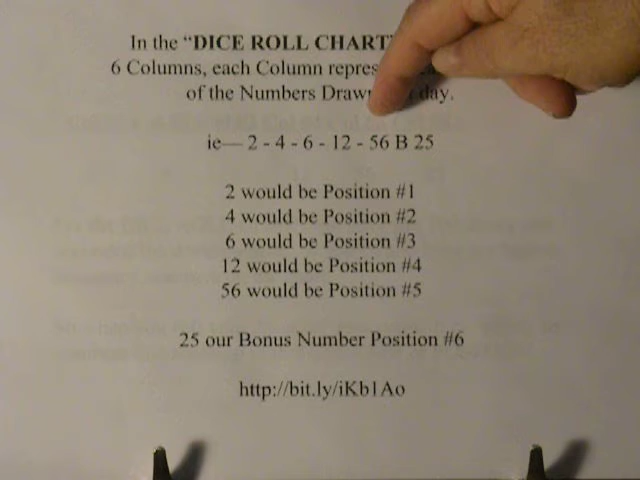 In the “DICE ROLL CHART
6 Columns, each Column
of the Numbers day.
ie— 2 - 4 - 6 - 12 - 56 B 25
2 would be Position #1
4 would be Position #2
6 would be Position #3
12 would be Position #4
56 would be Position #5
25 our Bonus Number Position #6
http://bit.ly/iKb1Ao